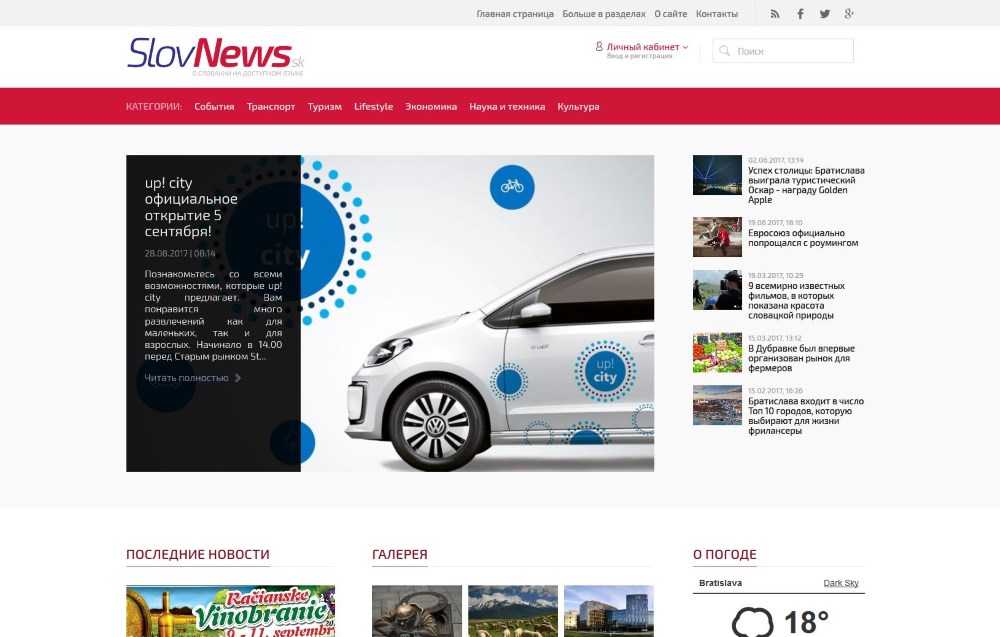 Главная страница Больше в разделах О сайте Контакты
SlovNews.sk
О СЛОВАКИИ НА ДОСТУПНОМ ЯЗЫКЕ
Личный кабинет
Вход и регистрация
Поиск
КАТЕГОРИИ: События Транспорт Туризм Lifestyle Экономика Наука и техника Культура
up! city
официальное
открытие 5
сентября!
28.08.2017 | 08:14
Познакомьтесь со всеми
возможностями, которые up!
city предлагает. Вам
понравится много
развлечений как для
маленьких, так и для
взрослых. Начинало в 14.00
перед Старым рынком St...
Читать полностью
up!
city
up!
city
02.06.2017, 13:14
Успех столицы: Братислава
выиграла туристический
Оскар - награду Golden
Apple
19.06.2017, 18:10
Евросоюз официально
попрощался с роумингом
19.03.2017, 10:29
9 всемирно известных
фильмов, в которых
показана красота
словацкой природы
15.03.2017, 13:12
В Дубравке был впервые
организован рынок для
фермеров
15.02.2017, 16:26
Братислава входит в число
Топ 10 городов, которую
выбирают для жизни
фрилансеры
ПОСЛЕДНИЕ НОВОСТИ
Račianske
Vinobranie
9.-11. septembr
ГАЛЕРЕЯ
О ПОГОДЕ
Bratislava Dark Sky
18°